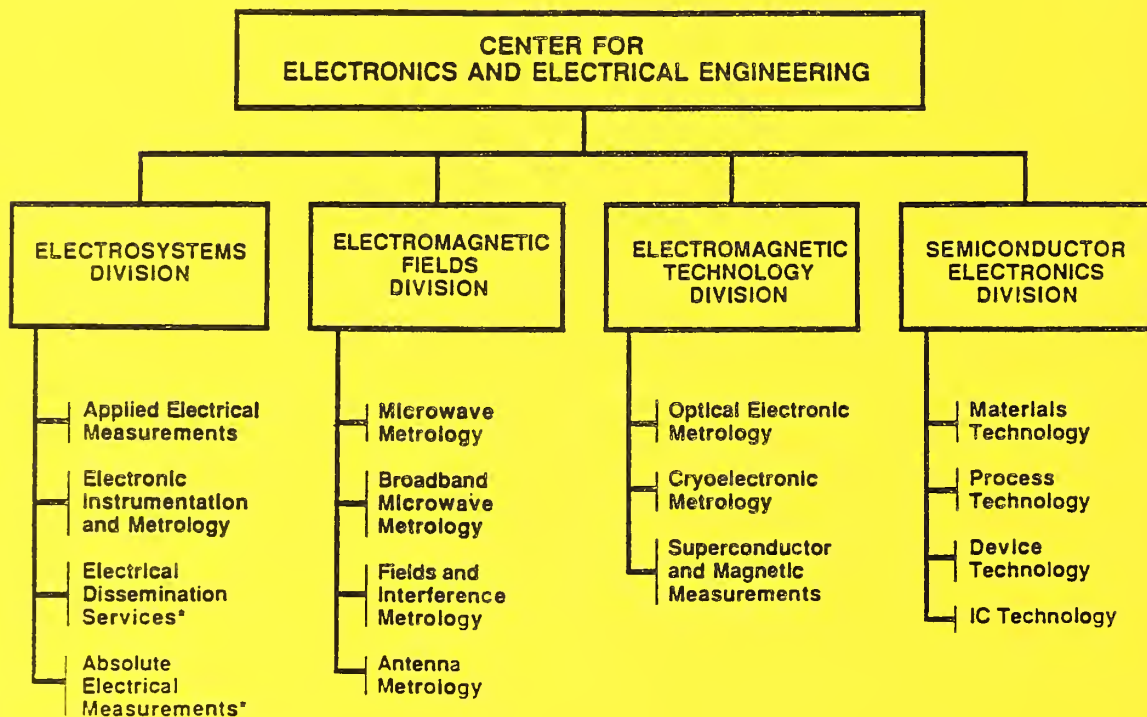 CENTER FOR
ELECTRONICS AND ELECTRICAL ENGINEERING
ELECTROSYSTEMS
DIVISION
ELECTROMAGNETIC
FIELDS
DIVISION
ELECTROMAGNETIC
TECHNOLOGY
DIVISION
SEMICONDUCTOR
ELECTRONICS
DIVISION
Applied Electrical
Measurements
Electronic
Instrumentation
and Metrology
Electrical
Dissemination
Services*
Absolute
Electrical
Measurements*
Microwave
Metrology
Broadband
Microwave
Metrology
Fields and
Interference
Metrology
Antenna
Metrology
Optical Electronic
Metrology
Cryoelectronic
Metrology
Superconductor
and Magnetic
Measurements
Materials
Technology
Process
Technology
Device
Technology
IC Technology